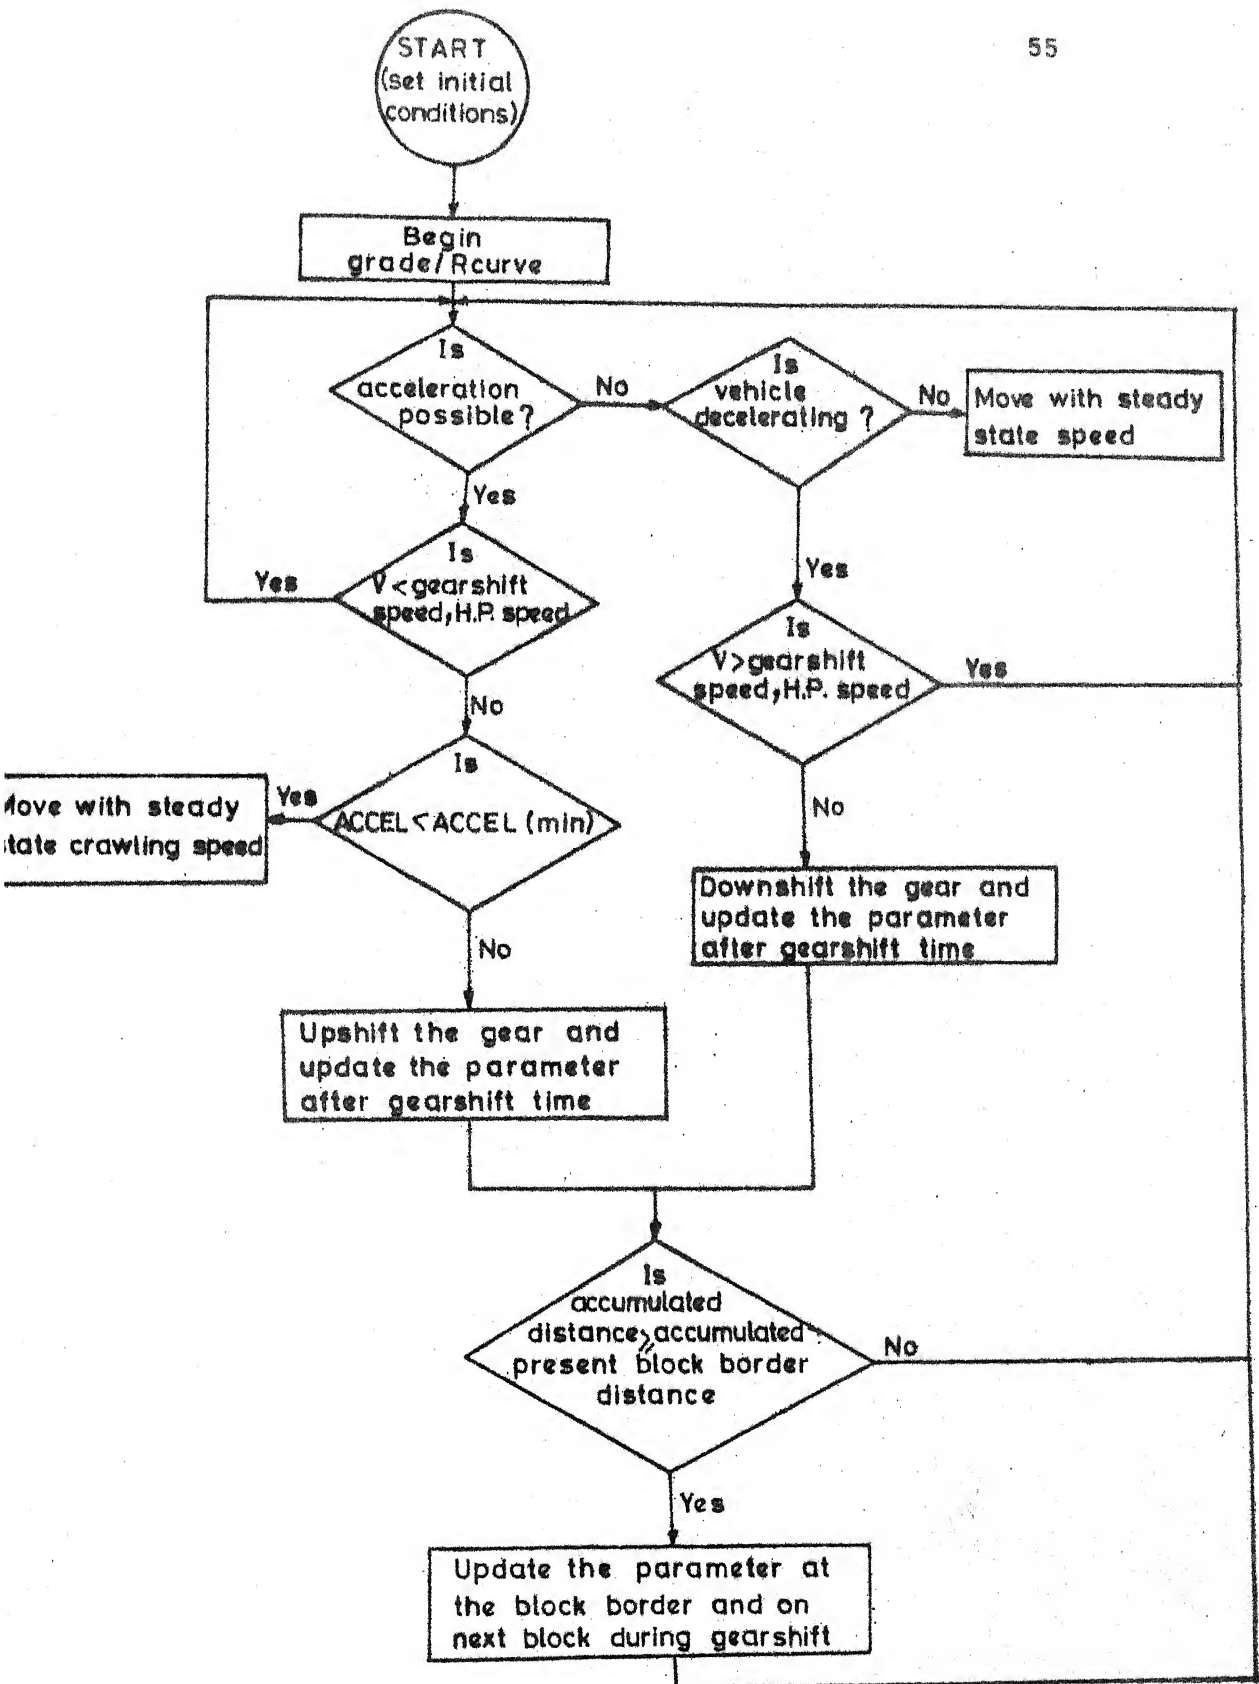 55
START
(set initial
conditions)
Begin
grade/Rcurve
Is
acceleration
possible?
No
Is
vehicle
decelerating ?
No
Move with steady
state speed
Yes
Is
V<gearshift
speed, H.P. speed
Yes
Yes
Is
V>gearshift
speed, H.P. speed
Yes
No
Is
ACCEL<ACCEL (min)
Yes
Move with steady
state crawling speed
No
Downshift the gear and
update the parameter
after gearshift time
No
Upshift the gear and
update the parameter
after gearshift time
Is
accumulated
distance⩾accumulated
present block border
distance
No
Yes
Update the parameter at
the block border and on
next block during gearshift